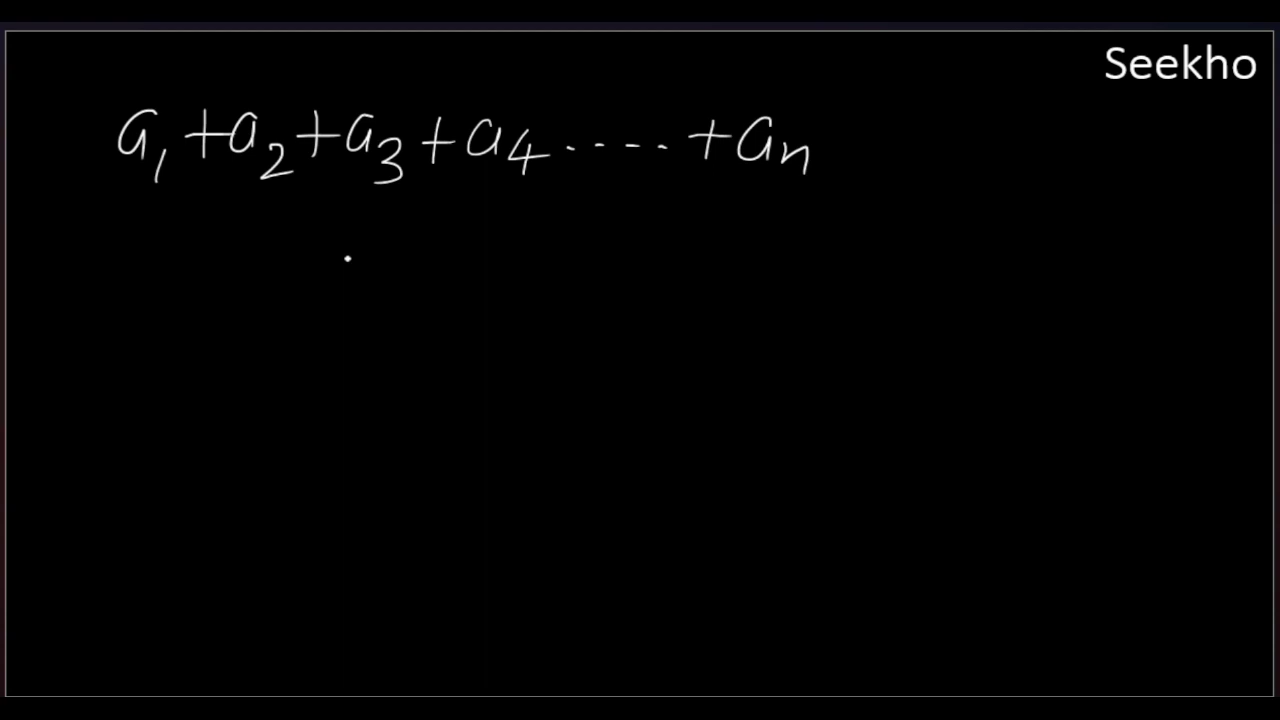 Seekho
a₁ + a₂ + a₃ + a₄ ..... + aₙ